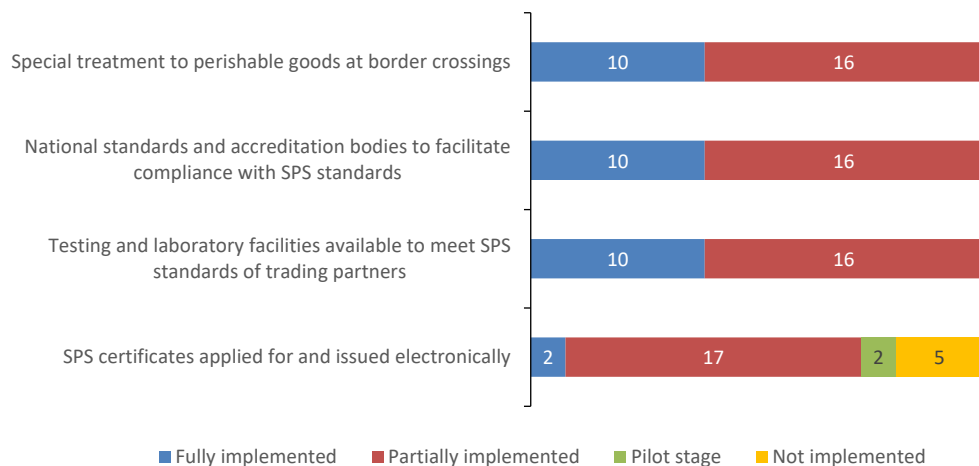 Special treatment to perishable goods at border crossings
10 16
National standards and accreditation bodies to facilitate
compliance with SPS standards
10 16
Testing and laboratory facilities available to meet SPS
standards of trading partners
10 16
SPS certificates applied for and issued electronically
2 17 2 5
Fully implemented Partially implemented Pilot stage Not implemented